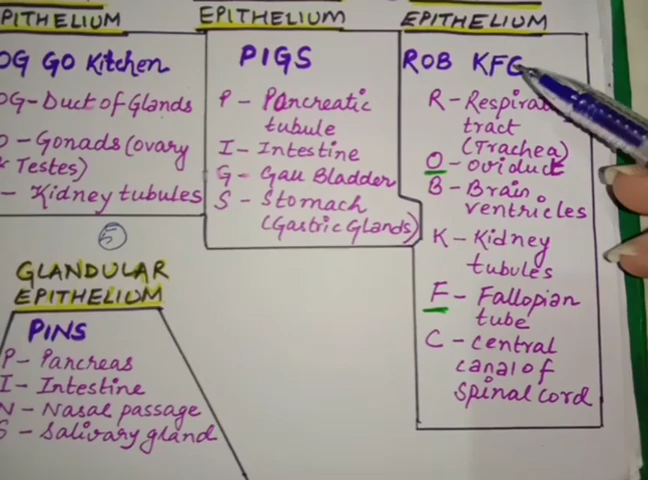 PITHELIUM
OG GO Kitchen
OG-Duct of Glands
O - Gonads (ovary
& Testes)
- Kidney tubules
EPITHELIUM
PIGS
P - Pancreatic
tubule
I - Intestine
G - Gau Bladder
S - Stomach
(Gastric Glands)
EPITHELIUM
ROB KFC
R - Respirat
tract
(Trachea)
O - oviduct
B - Brain
ventricles
K - Kidney
tubules
F - Fallopian
tube
C - central
canal of
spinal cord
5
GLANDULAR
EPITHELIUM
PINS
P - Pancreas
I - Intestine
N - Nasal passage
S - Salivary gland